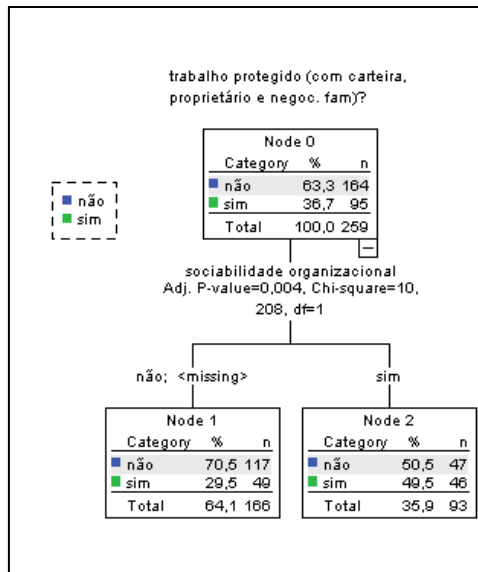 trabalho protegido (com carteira,
proprietário e negoc. fam)?
Node 0
Category % n
não 63,3 164
sim 36,7 95
Total 100,0 259
não
sim
sociabilidade organizacional
Adj. P-value=0,004, Chi-square=10,
208, df=1
não; <missing>
sim
Node 1
Category % n
não 70,5 117
sim 29,5 49
Total 64,1 166
Node 2
Category % n
não 50,5 47
sim 49,5 46
Total 35,9 93